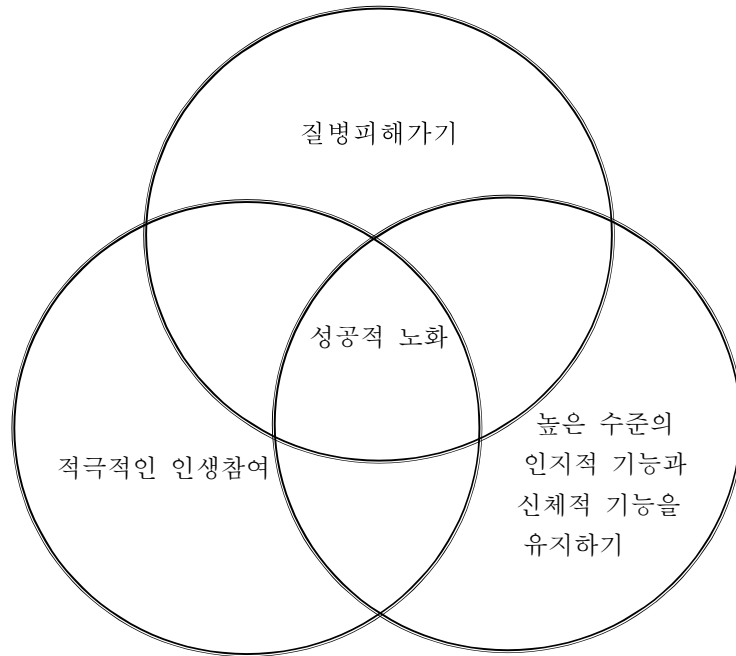 질병피해가기
성공적 노화
적극적인 인생참여
높은 수준의
인지적 기능과
신체적 기능을
유지하기